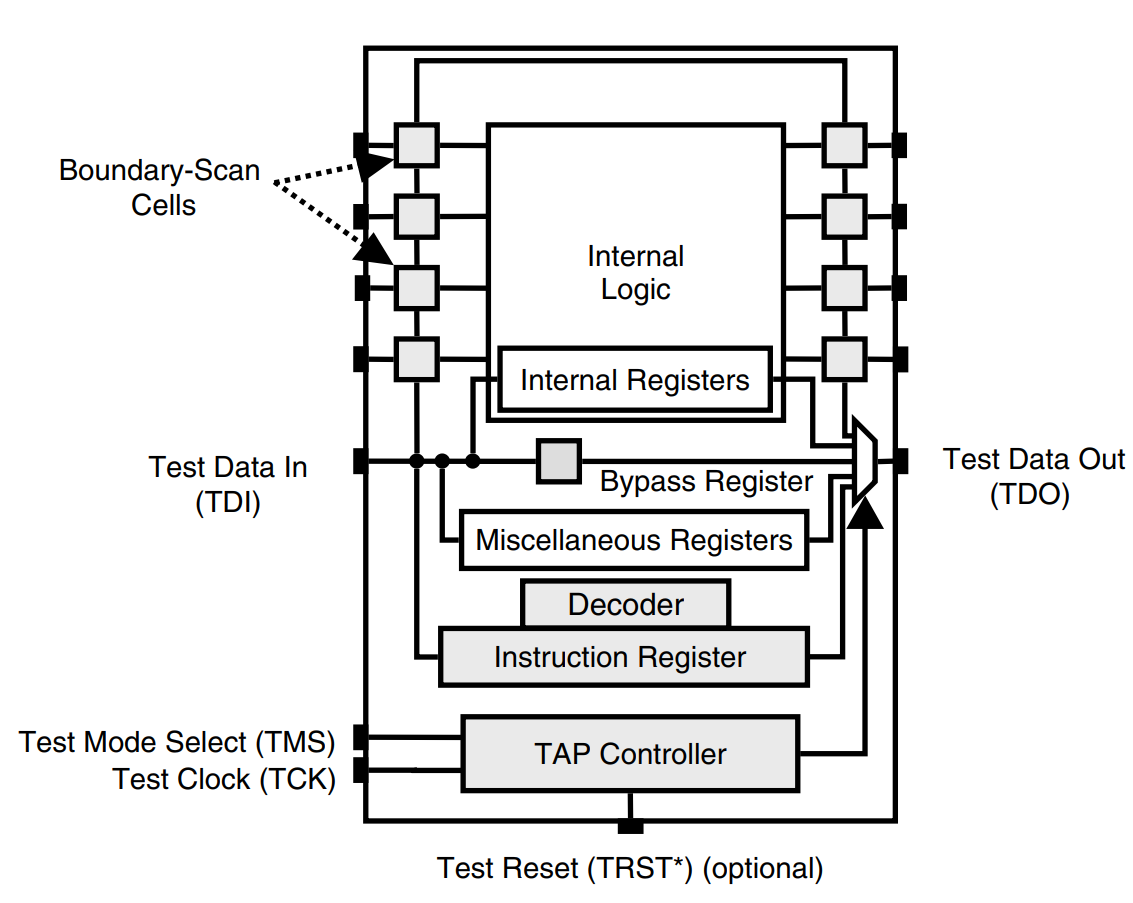 Boundary-Scan
Cells
Internal
Logic
Internal Registers
Test Data In
(TDI)
Bypass Register
Test Data Out
(TDO)
Miscellaneous Registers
Decoder
Instruction Register
Test Mode Select (TMS)
Test Clock (TCK)
TAP Controller
Test Reset (TRST*) (optional)